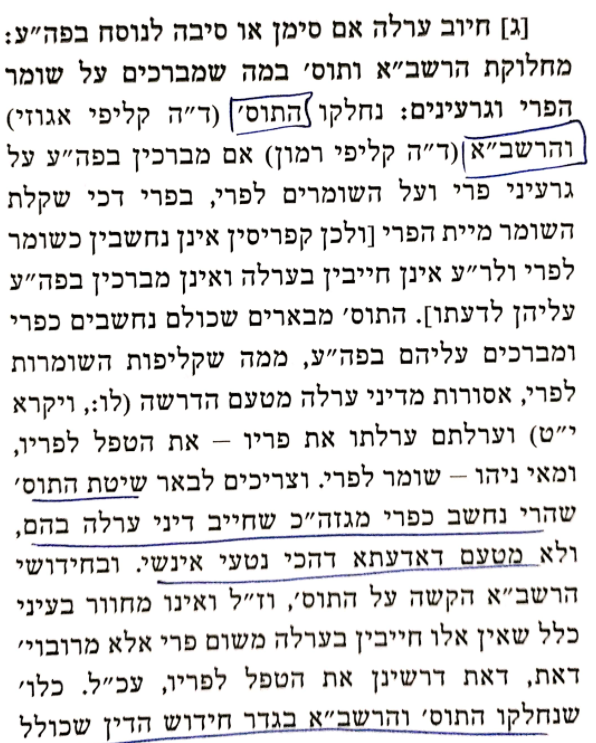 [ג] חיוב ערלה אם סימן או סיבה לנוסח בפה״ע:
מחלוקת הרשב״א ותוס׳ במה שמברכים על שומר
הפרי וגרעינים: נחלקו התוס׳ (ד״ה קליפי אגוזי)
והרשב״א (ד״ה קליפי רמון) אם מברכין בפה״ע על
גרעיני פרי ועל השומרים לפרי, בפרי דכי שקלת
השומר מיית הפרי [ולכן קפריסין אינן נחשבין כשומר
לפרי ולר״ע אינן חייבין בערלה ואינן מברכין בפה״ע
עליהן לדעתו]. התוס׳ מבארים שכולם נחשבים כפרי
ומברכים עליהם בפה״ע, ממה שקליפות השומרות
לפרי, אסורות מדיני ערלה מטעם הדרשה (לו:, ויקרא
י״ט) וערלתם ערלתו את פריו – את הטפל לפריו,
ומאי ניהו – שומר לפרי. וצריכים לבאר שיטת התוס׳
שהרי נחשב כפרי מגזה״כ שחייב דיני ערלה בהם,
ולא מטעם דאדעתא דהכי נטעי אינשי. ובחידושי
הרשב״א הקשה על התוס׳, וז״ל ואינו מחוור בעיני
כלל שאין אלו חייבין בערלה משום פרי אלא מרובוי׳
דאת, דאת דרשינן את הטפל לפריו, עכ״ל. כלו׳
שנחלקו התוס׳ והרשב״א בגדר חידוש הדין שכולל